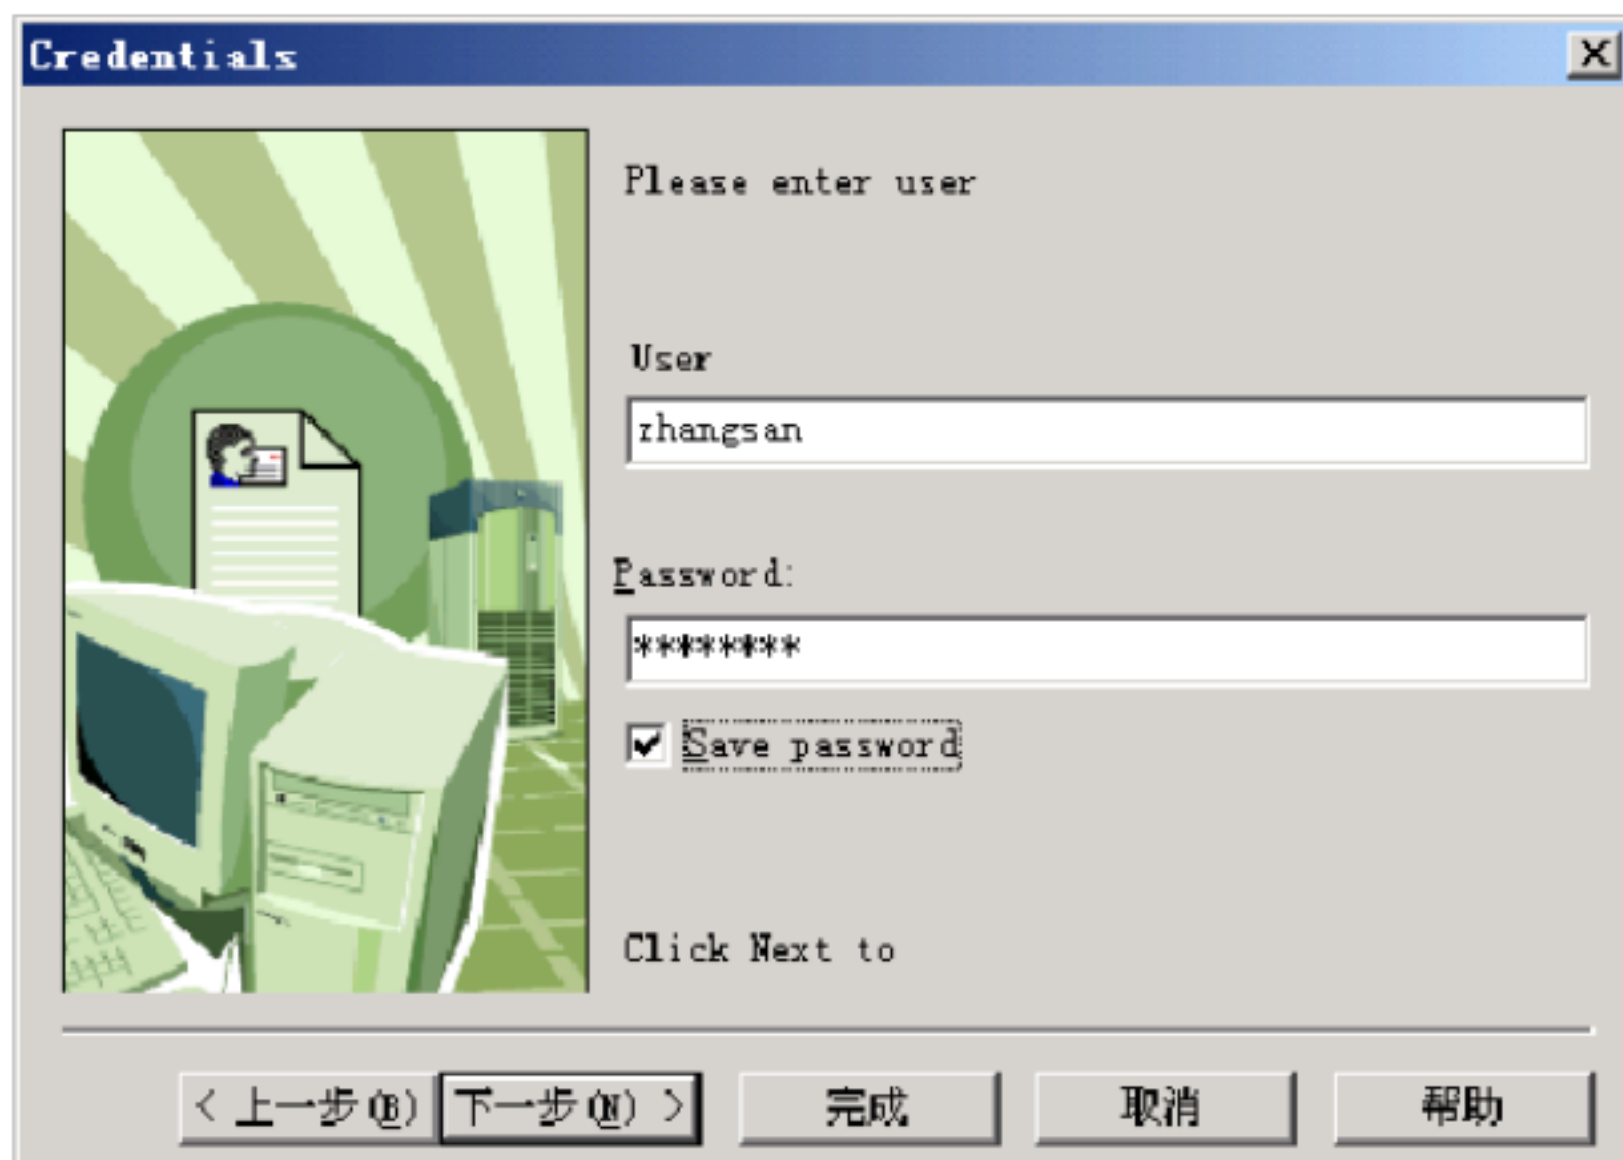 Credentials
Please enter user
User
zhangsan
Password:
********
Save password
Click Next to
< 上一步(B) 下一步(N) > 完成 取消 帮助